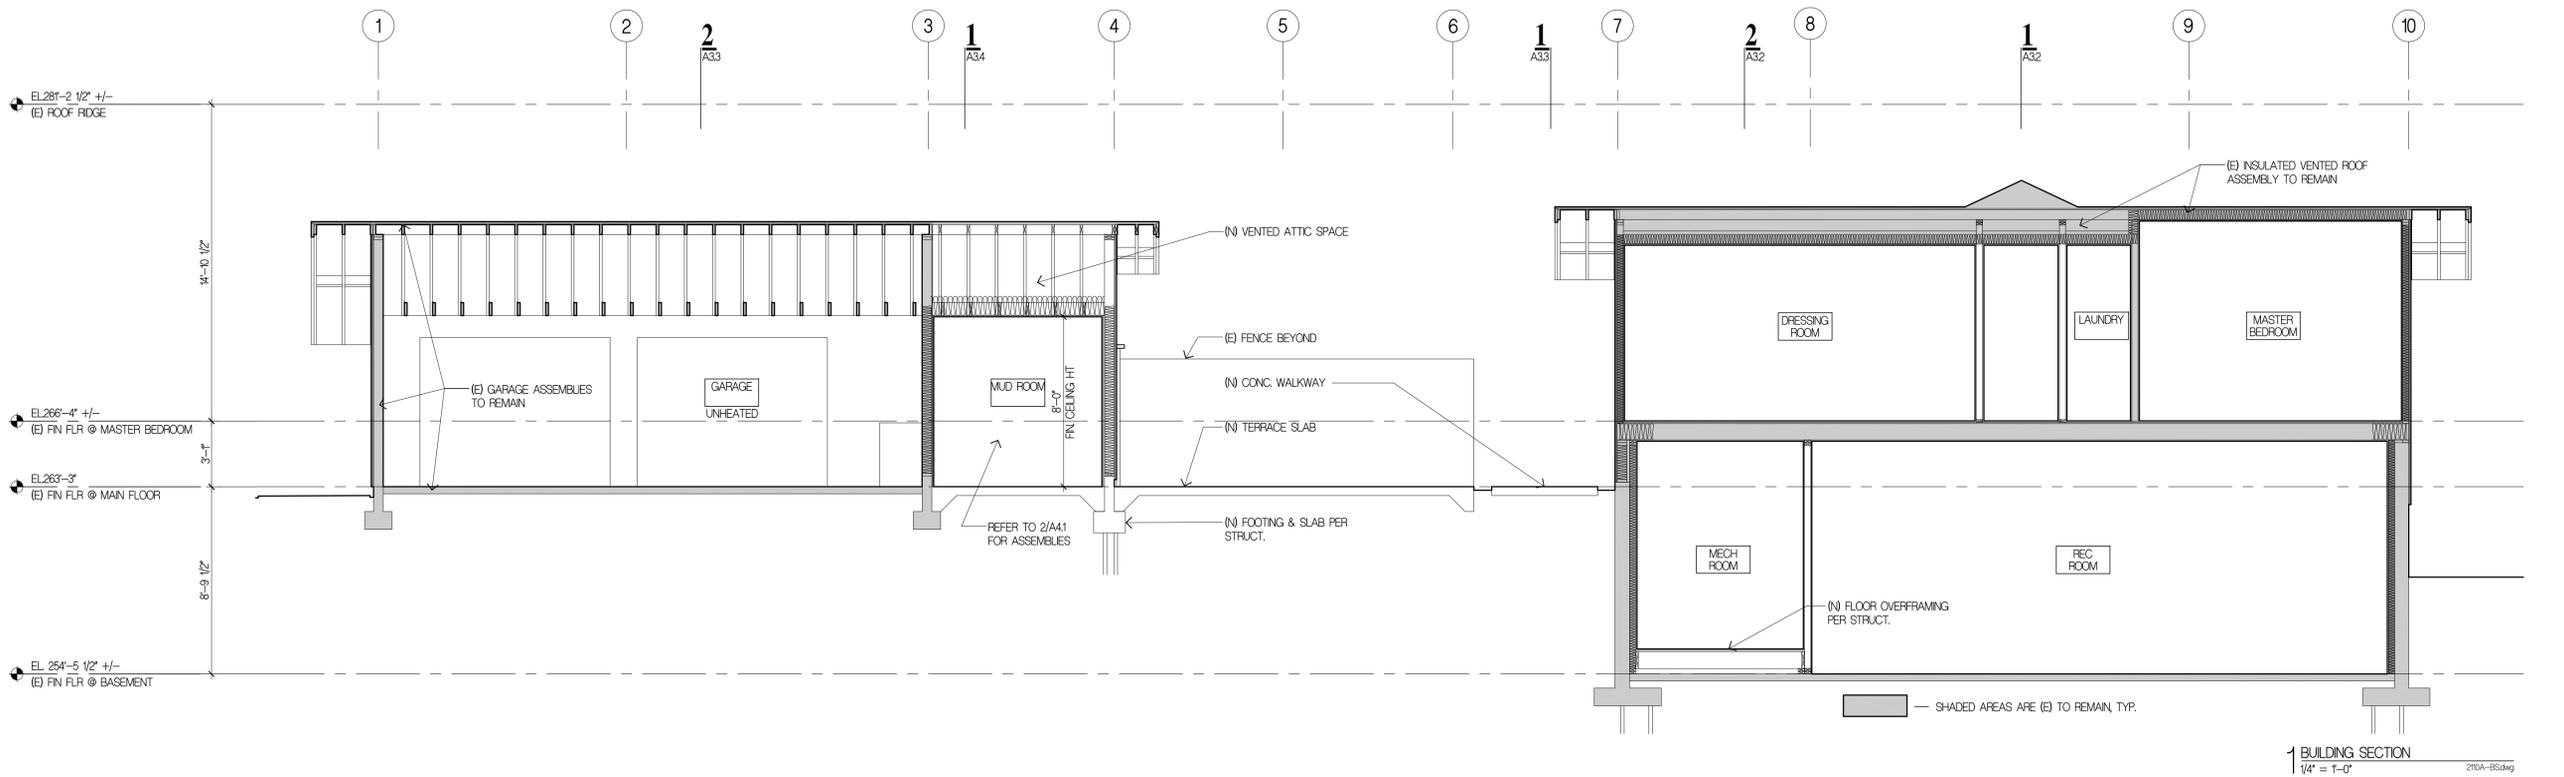 1
2
3
4
5
6
7
8
9
10
2
A3.3
1
A3.4
1
A3.3
2
A3.2
1
A3.2
EL.281'-2 1/2" +/-
(E) ROOF RIDGE
14'-10 1/2"
EL.266'-4" +/-
(E) FIN FLR @ MASTER BEDROOM
3'-1"
EL.263'-3"
(E) FIN FLR @ MAIN FLOOR
8'-9 1/2"
EL. 254'-5 1/2" +/-
(E) FIN FLR @ BASEMENT
(E) GARAGE ASSEMBLIES
TO REMAIN
GARAGE
UNHEATED
MUD ROOM
8'-0"
FIN. CEILING HT
REFER TO 2/A4.1
FOR ASSEMBLIES
(N) VENTED ATTIC SPACE
(E) FENCE BEYOND
(N) CONC. WALKWAY
(N) TERRACE SLAB
(N) FOOTING & SLAB PER
STRUCT.
(E) INSULATED VENTED ROOF
ASSEMBLY TO REMAIN
DRESSING
ROOM
LAUNDRY
MASTER
BEDROOM
MECH
ROOM
REC
ROOM
(N) FLOOR OVERFRAMING
PER STRUCT.
SHADED AREAS ARE (E) TO REMAIN, TYP.
1 BUILDING SECTION
1/4" = 1'-0"
2110A-BS.dwg